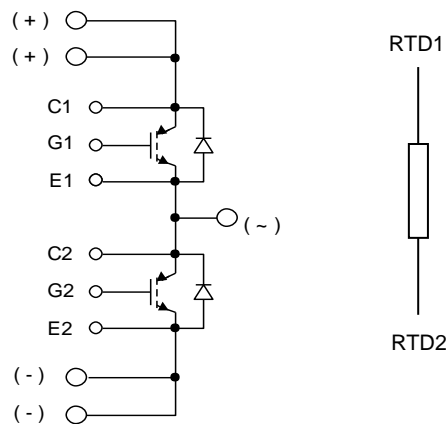 ( + )
( + )
RTD1
C1
G1
E1
( ~ )
C2
G2
E2
RTD2
( - )
( - )